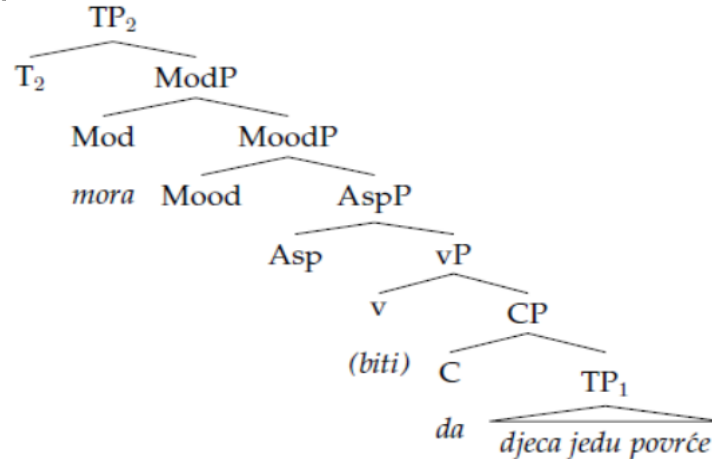 TP₂
T₂ ModP
Mod MoodP
mora Mood AspP
Asp vP
v CP
(biti) C TP₁
da djeca jedu povrće